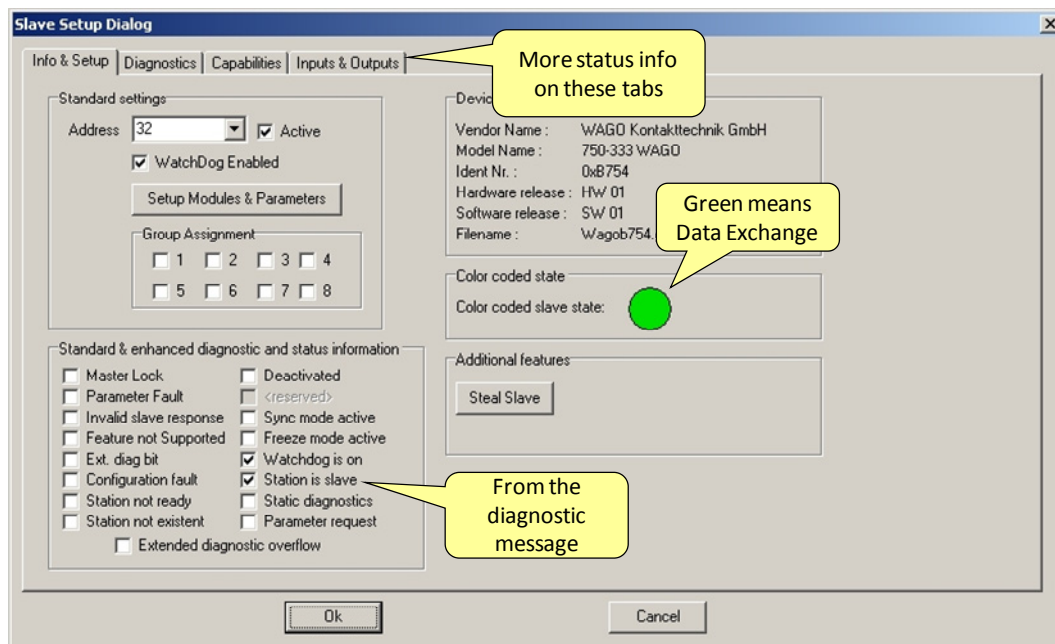 Slave Setup Dialog
Info & Setup Diagnostics Capabilities Inputs & Outputs
More status info
on these tabs
Standard settings
Address 32 Active
WatchDog Enabled
Setup Modules & Parameters
Group Assignment
1 2 3 4
5 6 7 8
Vendor Name : WAGO Kontakttechnik GmbH
Model Name : 750-333 WAGO
Ident Nr. : 0xB754
Hardware release : HW 01
Software release : SW 01
Filename : Wagob754.
Green means
Data Exchange
Color coded state
Color coded slave state:
Standard & enhanced diagnostic and status information
Master Lock Deactivated
Parameter Fault <reserved>
Invalid slave response Sync mode active
Feature not Supported Freeze mode active
Ext. diag bit Watchdog is on
Configuration fault Station is slave
Station not ready Static diagnostics
Station not existent Parameter request
Extended diagnostic overflow
Additional features
Steal Slave
From the
diagnostic
message
Ok Cancel